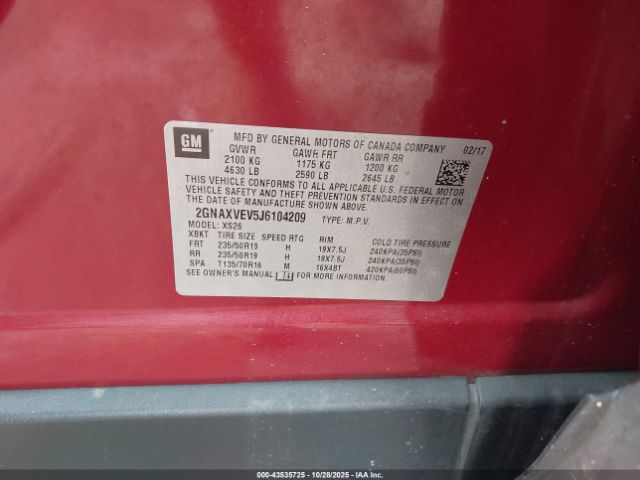 GM
MFD BY GENERAL MOTORS OF CANADA COMPANY
02/17
GVWR GAWR FRT GAWR RR
2100 KG 1175 KG 1200 KG
4630 LB 2590 LB 2645 LB
THIS VEHICLE CONFORMS TO ALL APPLICABLE U.S. FEDERAL MOTOR
VEHICLE SAFETY AND THEFT PREVENTION STANDARDS IN EFFECT ON
THE DATE OF MANUFACTURE SHOWN ABOVE.
2GNAXVEV5J6104209 TYPE: M.P.V.
MODEL: XS26
XBKT TIRE SIZE SPEED RTG RIM COLD TIRE PRESSURE
FRT 235/50R19 H 19X7.5J 240KPA(35PSI)
RR 235/50R19 H 19X7.5J 240KPA(35PSI)
SPA T135/70R16 M 16X4BT 420KPA(60PSI)
SEE OWNER'S MANUAL FOR MORE INFORMATION.
000-43535725 10/28/2025 IAA Inc.